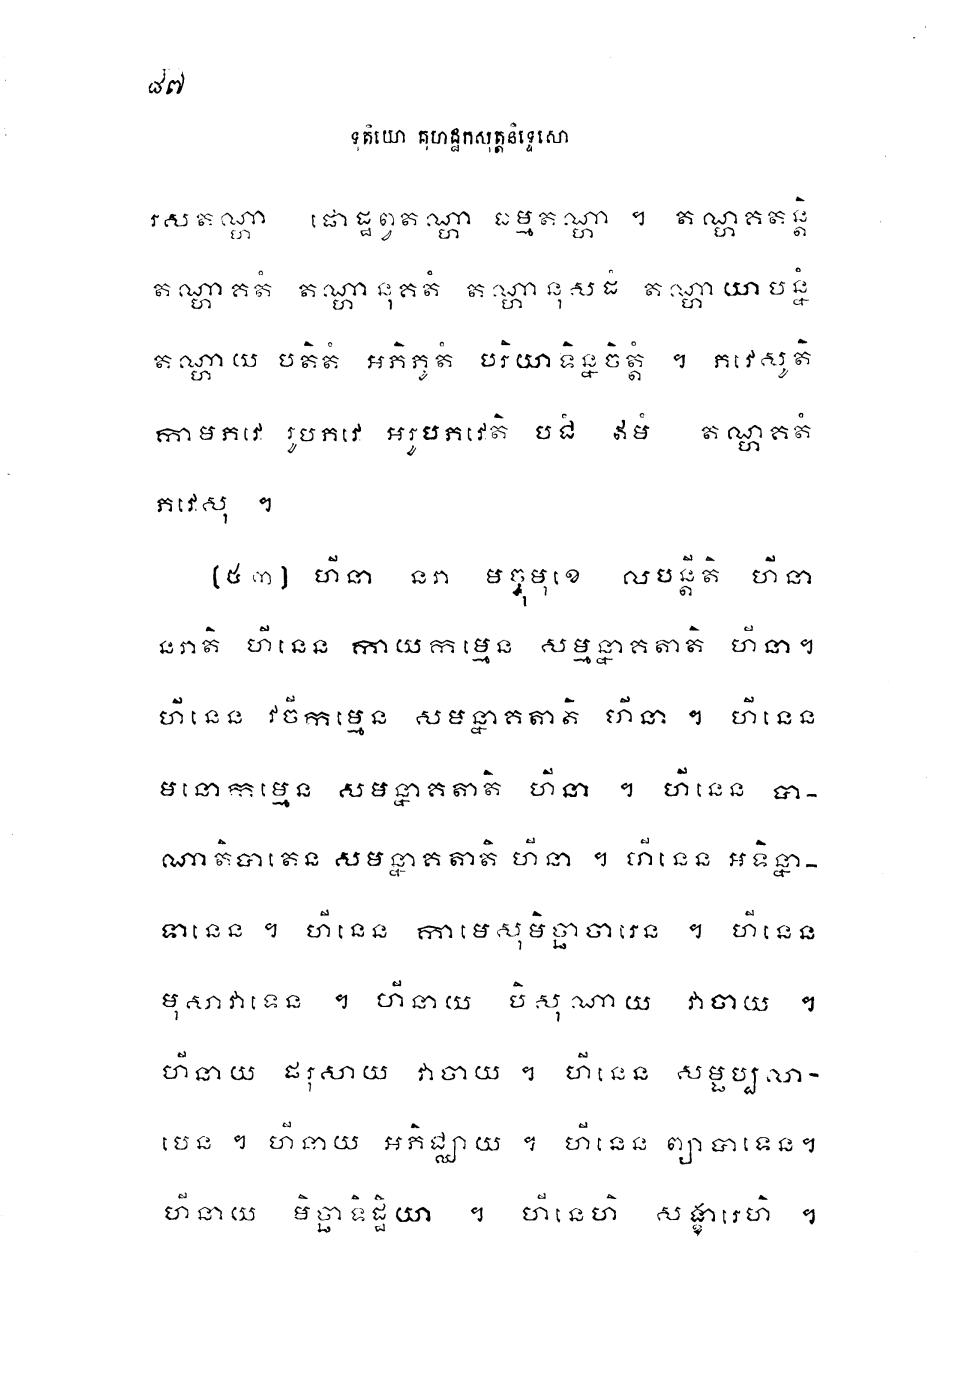 ៨៧
ទុតិយោ គុហដ្ឋកសុត្តនិទ្ទេសោ
រសតណ្ហា ផោដ្ឋព្វតណ្ហា ធម្មតណ្ហា ។ តណ្ហគតន្តិ
តណ្ហាគតំ តណ្ហានុគតំ តណ្ហានុសដំ តណ្ហាយាបន្នំ
តណ្ហាយ បតិតំ អភិភូតំ បរិយាទិន្នចិត្តំ ។ ភវេសូតិ
កាមភវេ រូបភវេ អរូបភវេតិ បជំ ឥមំ តណ្ហគតំ
ភវេសុ ។
(៥៣) ហីនា នរា មច្ចុមុខេ លបន្តីតិ ហីនា
នរាតិ ហីនេន កាយកម្មេន សម្មន្នាគតាតិ ហីនា។
ហីនេន វចីកម្មេន សមន្នាគតាតិ ហីនា ។ ហីនេន
មនោកម្មេន សមន្នាគតាតិ ហីនា ។ ហីនេន បា-
ណាតិបាតេន សមន្នាគតាតិ ហីនា ។ ហីនេន អទិន្នា-
ទានេន ។ ហីនេន កាមេសុមិច្ឆាចារេន ។ ហីនេន
មុសាវាទេន ។ ហីនាយ បិសុណាយ វាចាយ ។
ហីនាយ ផរុសាយ វាចាយ ។ ហីនេន សម្ផប្បលា-
បេន ។ ហីនាយ អភិជ្ឈាយ ។ ហីនេន ព្យាបាទេន។
ហីនាយ មិច្ឆាទិដ្ឋិយា ។ ហីនេហិ សង្ខារេហិ ។